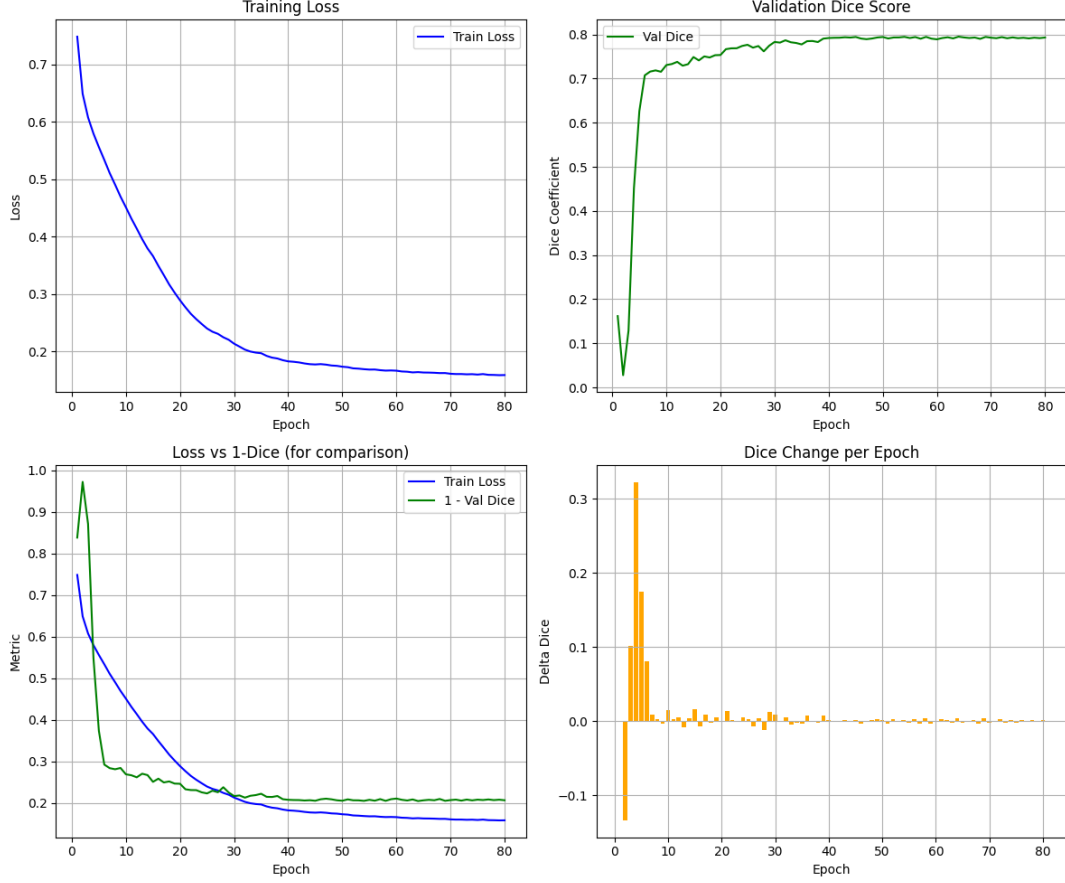 Training Loss
Train Loss
0.7
0.6
0.5
0.4
0.3
0.2
Loss
0 10 20 30 40 50 60 70 80
Epoch
Validation Dice Score
Val Dice
0.8
0.7
0.6
0.5
0.4
0.3
0.2
0.1
0.0
Dice Coefficient
0 10 20 30 40 50 60 70 80
Epoch
Loss vs 1-Dice (for comparison)
Train Loss
1 - Val Dice
1.0
0.9
0.8
0.7
0.6
0.5
0.4
0.3
0.2
Metric
0 10 20 30 40 50 60 70 80
Epoch
Dice Change per Epoch
0.3
0.2
0.1
0.0
−0.1
Delta Dice
0 10 20 30 40 50 60 70 80
Epoch